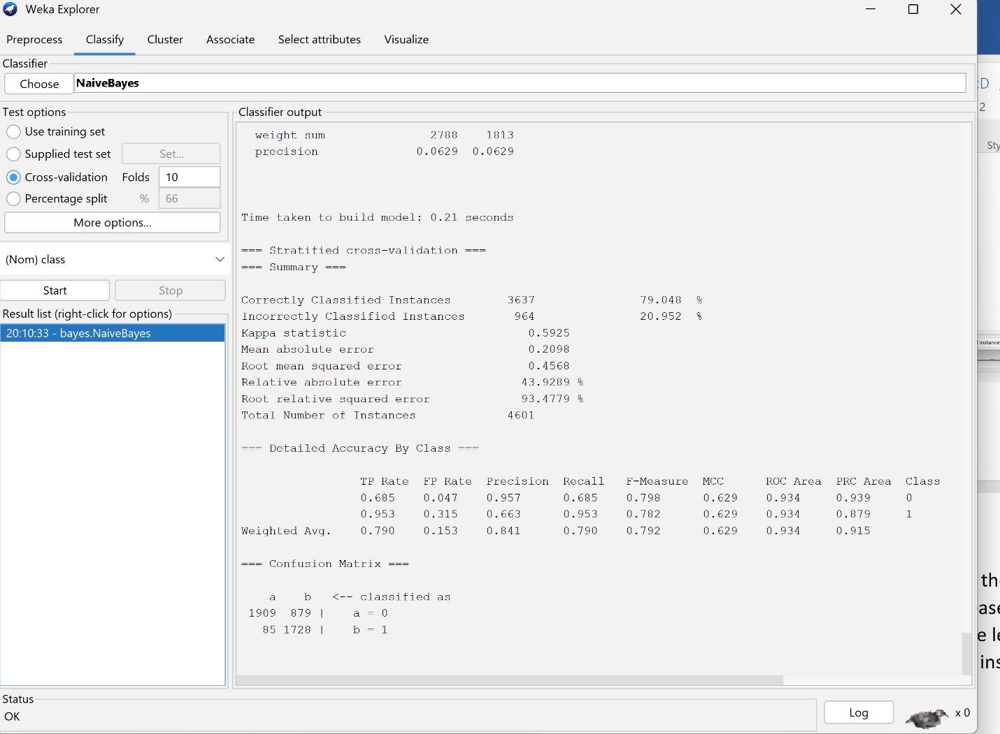 Weka Explorer
Preprocess Classify Cluster Associate Select attributes Visualize
Classifier
Choose NaiveBayes
Test options
Use training set
Supplied test set Set...
Cross-validation Folds 10
Percentage split % 66
More options...
(Nom) class
Start Stop
Result list (right-click for options)
20:10:33 - bayes.NaiveBayes
Classifier output
weight sum 2788 1813
precision 0.0629 0.0629
Time taken to build model: 0.21 seconds
=== Stratified cross-validation ===
=== Summary ===
Correctly Classified Instances 3637 79.048 %
Incorrectly Classified Instances 964 20.952 %
Kappa statistic 0.5925
Mean absolute error 0.2098
Root mean squared error 0.4568
Relative absolute error 43.9289 %
Root relative squared error 93.4779 %
Total Number of Instances 4601
=== Detailed Accuracy By Class ===
TP Rate FP Rate Precision Recall F-Measure MCC ROC Area PRC Area Class
0.685 0.047 0.957 0.685 0.798 0.629 0.934 0.939 0
0.953 0.315 0.663 0.953 0.782 0.629 0.934 0.879 1
Weighted Avg. 0.790 0.153 0.841 0.790 0.792 0.629 0.934 0.915
=== Confusion Matrix ===
a b <-- classified as
1909 879 | a = 0
85 1728 | b = 1
Status
OK
Log
x 0
2
Sty
instance